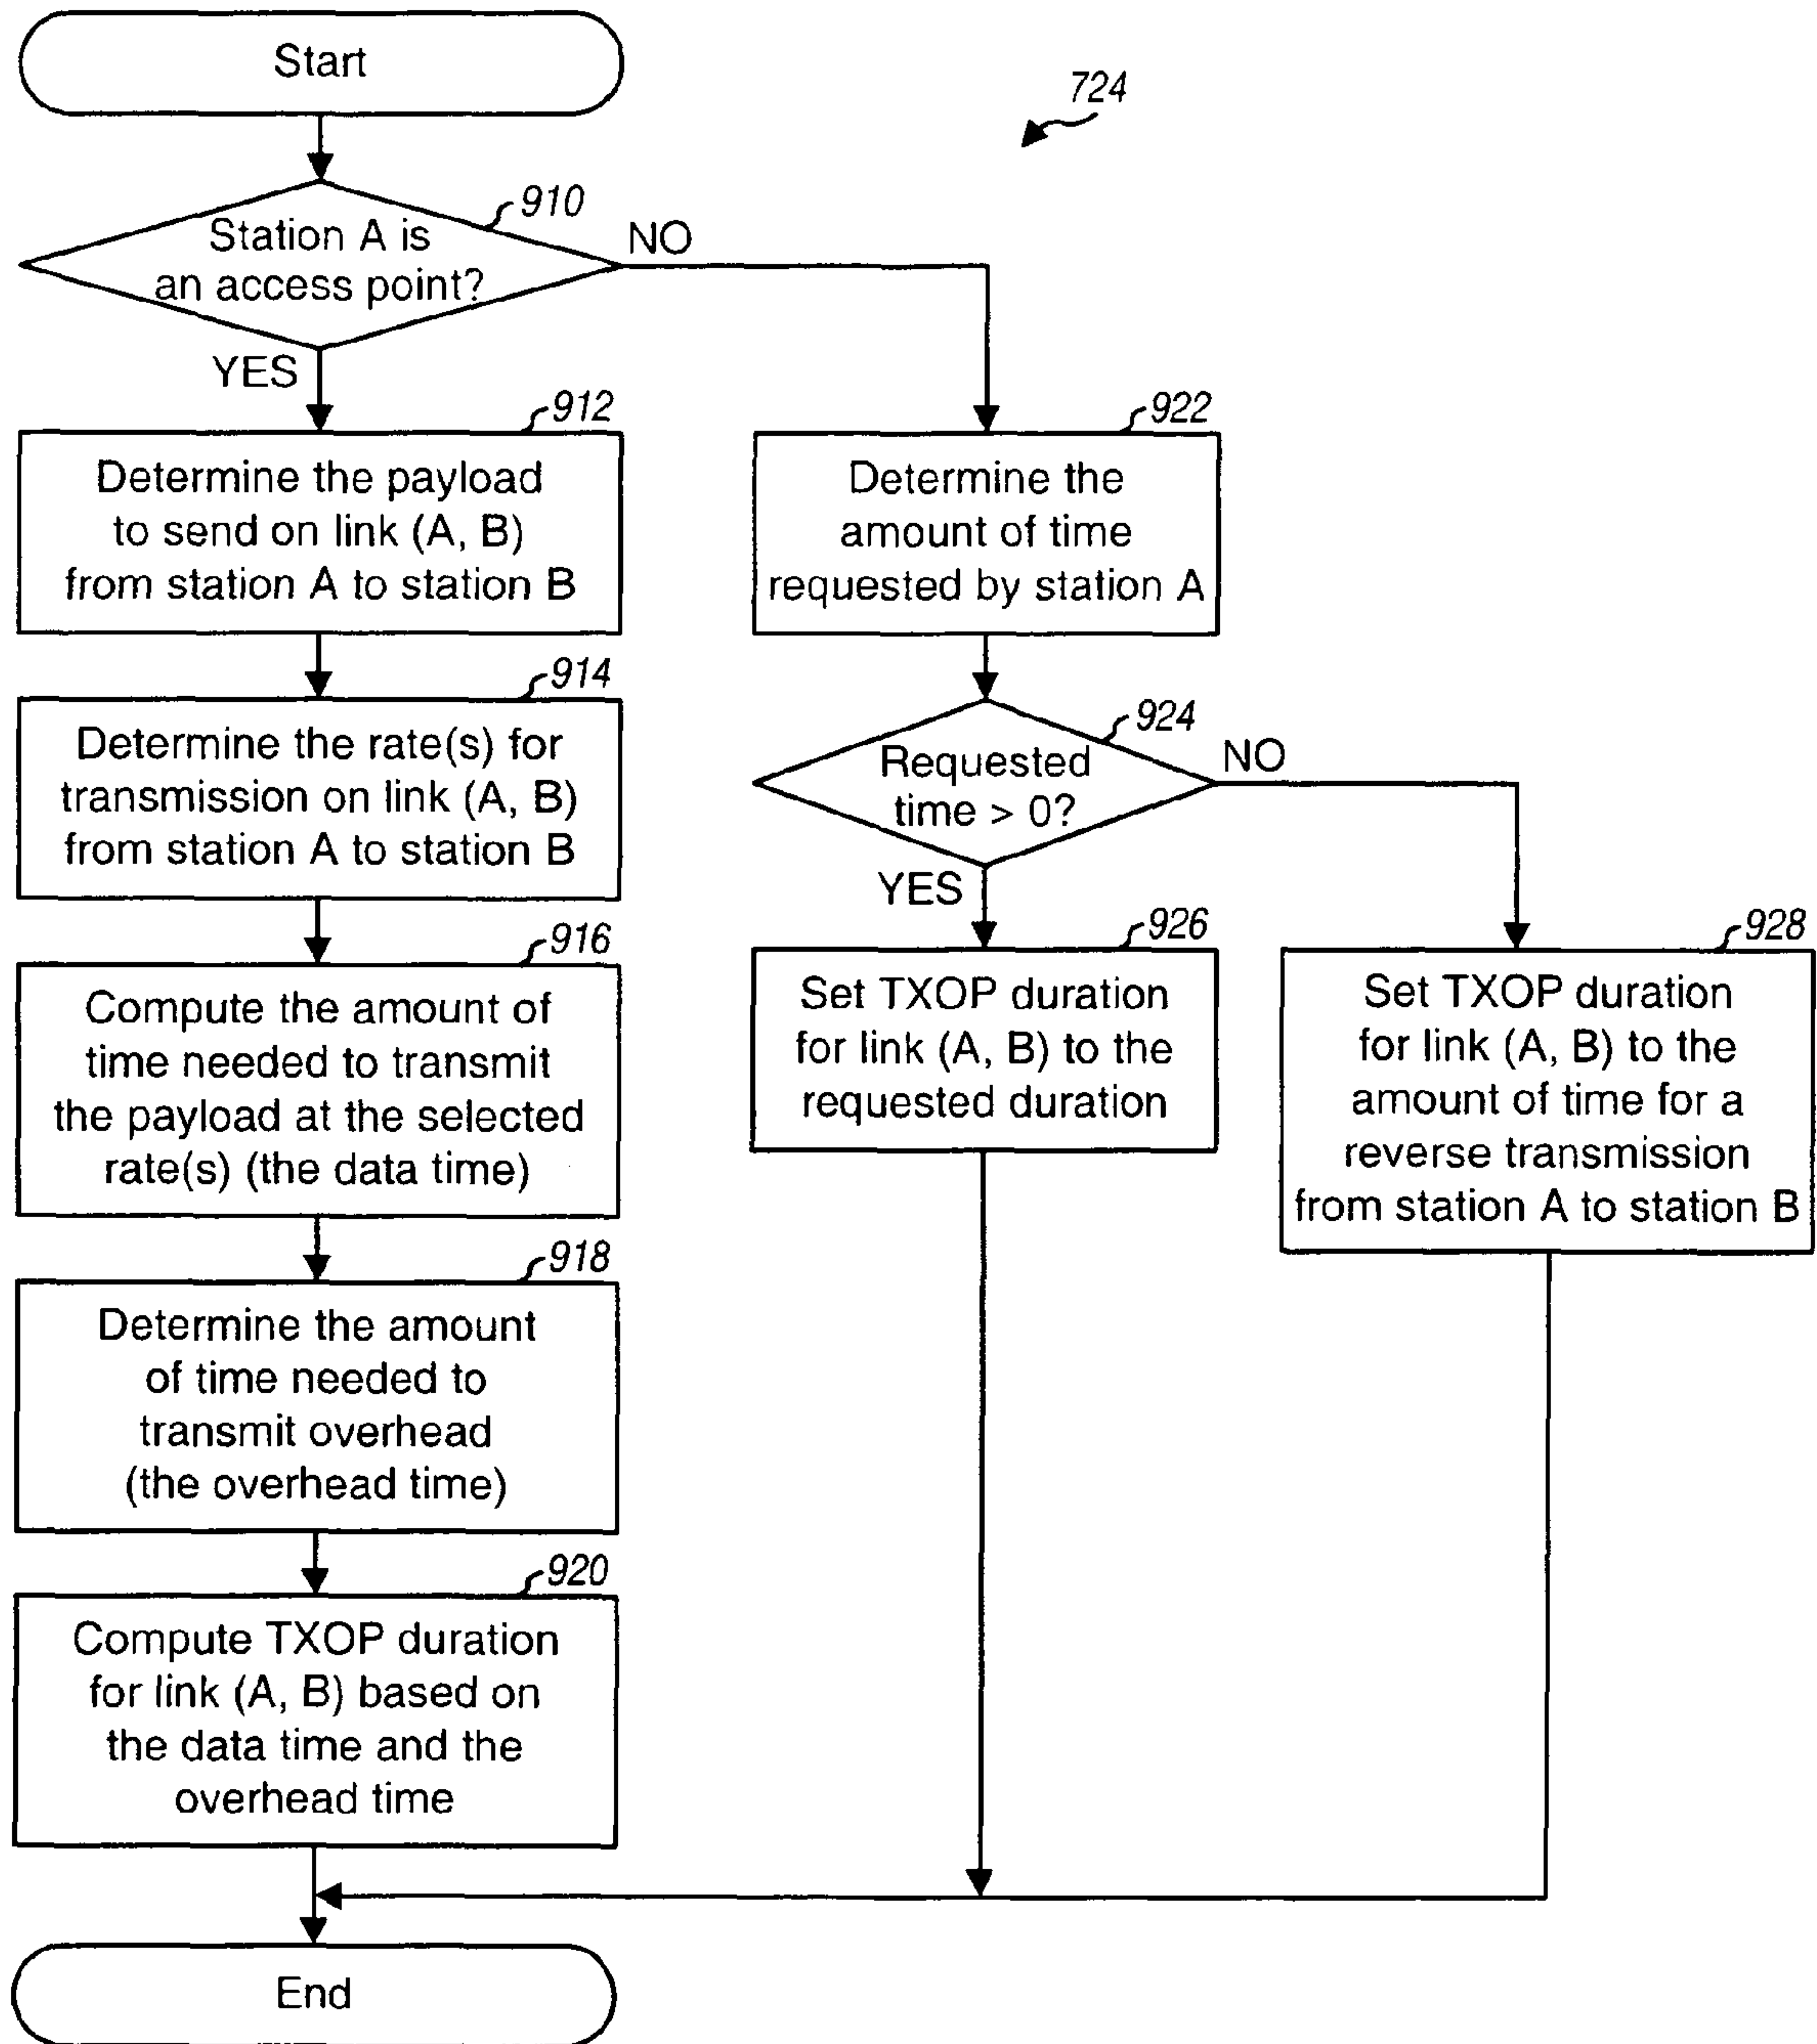 Start
724
910
Station A is
an access point?
NO
YES
912
Determine the payload
to send on link (A, B)
from station A to station B
922
Determine the
amount of time
requested by station A
914
Determine the rate(s) for
transmission on link (A, B)
from station A to station B
924
Requested
time > 0?
NO
YES
916
Compute the amount of
time needed to transmit
the payload at the selected
rate(s) (the data time)
926
Set TXOP duration
for link (A, B) to the
requested duration
928
Set TXOP duration
for link (A, B) to the
amount of time for a
reverse transmission
from station A to station B
918
Determine the amount
of time needed to
transmit overhead
(the overhead time)
920
Compute TXOP duration
for link (A, B) based on
the data time and the
overhead time
End